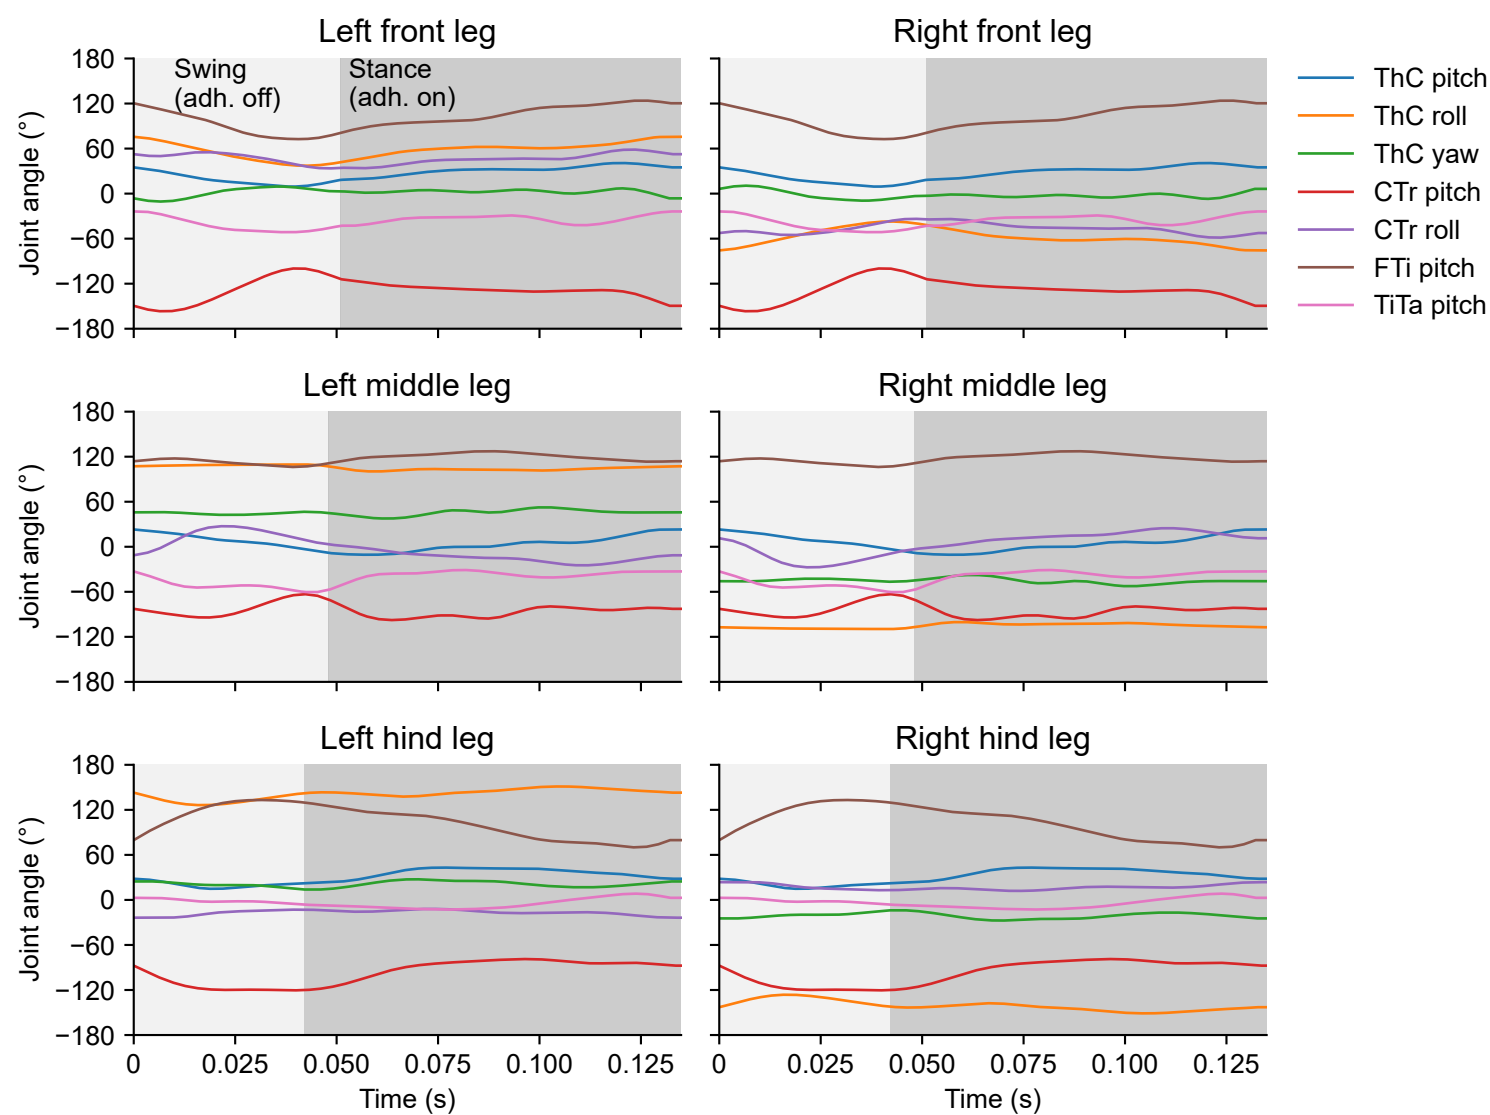 Left front leg
Right front leg
180
120
60
0
−60
−120
−180
Joint angle (°)
Swing
(adh. off)
Stance
(adh. on)
ThC pitch
ThC roll
ThC yaw
CTr pitch
CTr roll
FTi pitch
TiTa pitch
Left middle leg
Right middle leg
180
120
60
0
−60
−120
−180
Joint angle (°)
Left hind leg
Right hind leg
180
120
60
0
−60
−120
−180
Joint angle (°)
0 0.025 0.050 0.100 0.125
0 0.025 0.050 0.100 0.125
Time (s)
Time (s)